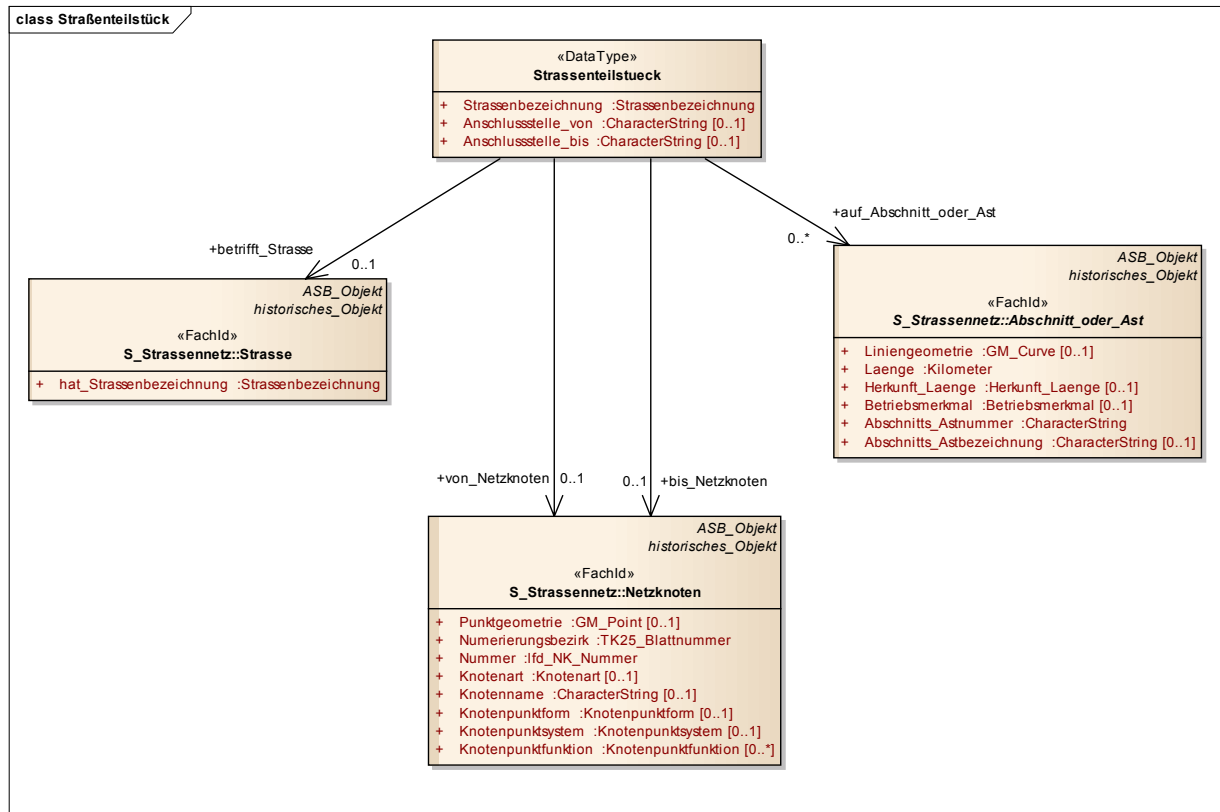 class Straßenteilstück
«DataType»
Strassenteilstueck
+ Strassenbezeichnung :Strassenbezeichnung
+ Anschlussstelle_von :CharacterString [0..1]
+ Anschlussstelle_bis :CharacterString [0..1]
+betrifft_Strasse
0..1
+auf_Abschnitt_oder_Ast
0..*
ASB_Objekt
historisches_Objekt
«FachId»
S_Strassennetz::Strasse
+ hat_Strassenbezeichnung :Strassenbezeichnung
ASB_Objekt
historisches_Objekt
«FachId»
S_Strassennetz::Abschnitt_oder_Ast
+ Liniengeometrie :GM_Curve [0..1]
+ Laenge :Kilometer
+ Herkunft_Laenge :Herkunft_Laenge [0..1]
+ Betriebsmerkmal :Betriebsmerkmal [0..1]
+ Abschnitts_Astnummer :CharacterString
+ Abschnitts_Astbezeichnung :CharacterString [0..1]
+von_Netzknoten 0..1
0..1 +bis_Netzknoten
ASB_Objekt
historisches_Objekt
«FachId»
S_Strassennetz::Netzknoten
+ Punktgeometrie :GM_Point [0..1]
+ Numerierungsbezirk :TK25_Blattnummer
+ Nummer :lfd_NK_Nummer
+ Knotenart :Knotenart [0..1]
+ Knotenname :CharacterString [0..1]
+ Knotenpunktform :Knotenpunktform [0..1]
+ Knotenpunktsystem :Knotenpunktsystem [0..1]
+ Knotenpunktfunktion :Knotenpunktfunktion [0..*]